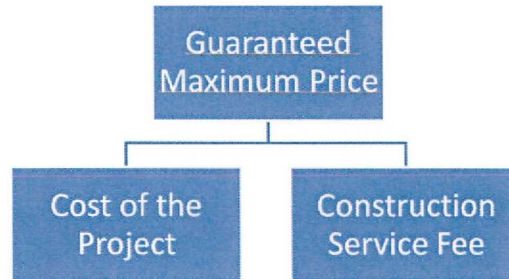 Guaranteed
Maximum Price
Cost of the
Project
Construction
Service Fee